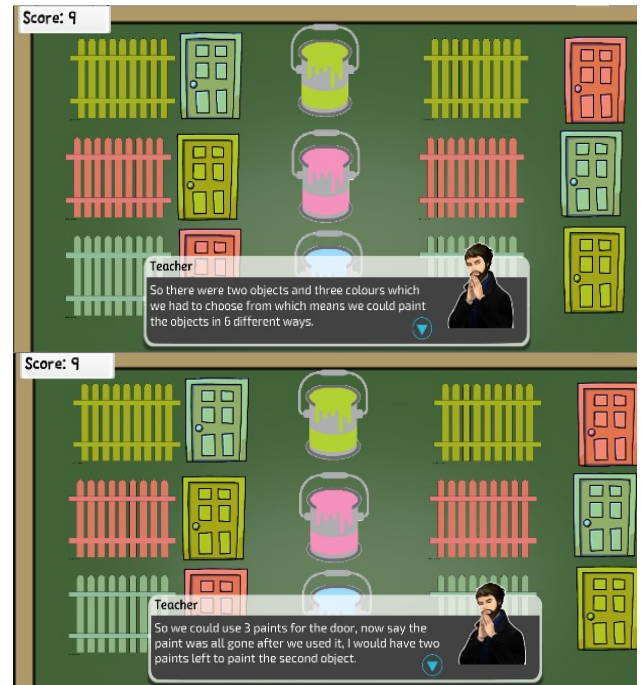 Score: 9
Teacher
So there were two objects and three colours which
we had to choose from which means we could paint
the objects in 6 different ways.
Score: 9
Teacher
So we could use 3 paints for the door, now say the
paint was all gone after we used it, I would have two
paints left to paint the second object.